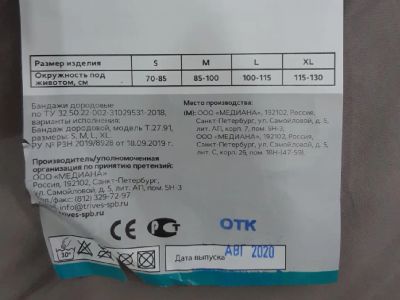 Размер изделия S M L XL
Окружность под животом, см 70-85 85-100 100-115 115-130
Бандажи дородовые
по ТУ 32.50.22-002-31029531-2018,
варианты исполнения:
Бандаж дородовой, модель Т.27.91,
размеры: S, M, L, XL.
РУ № РЗН 2019/8928 от 18.09.2019 г.
Производитель/уполномоченная
организация по принятию претензий:
ООО «МЕДИАНА»
Россия, 192102, Санкт-Петербург,
ул. Самойловой, д. 5, лит. АП, пом. 5Н-3
/факс: (812) 329-72-97
trives-spb.ru
Место производства:
(М): ООО «МЕДИАНА», 192102, Россия,
Санкт-Петербург, ул. Самойловой, д. 5,
лит. АП, корп. 7, пом. 5Н-3;
ООО «МЕДИАНА», 192102, Россия,
Санкт-Петербург, ул. Самойловой, д. 5,
лит. С, корп. 26, пом. 18Н-(47-59).
30°
CE
ОТК
Дата выпуска АВГ 2020